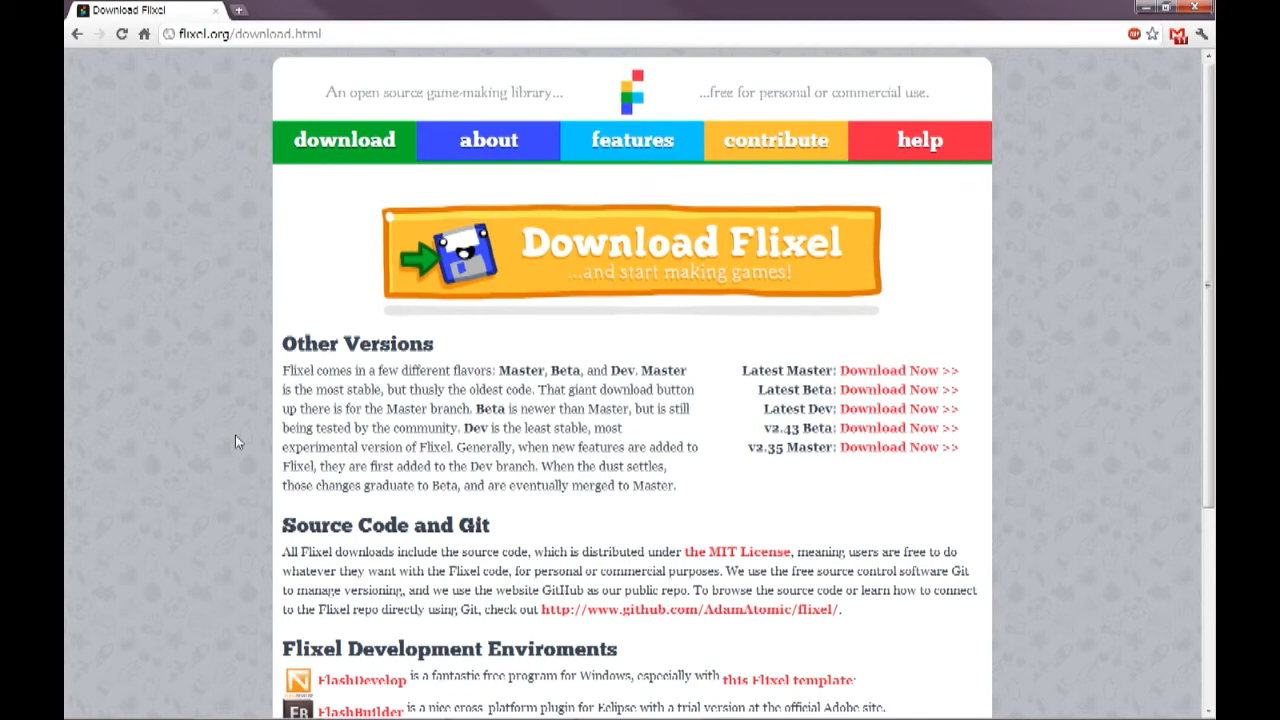 Download Flixel
flixel.org/download.html
An open source game-making library...
...free for personal or commercial use.
download about features contribute help
Download Flixel
...and start making games!
Other Versions
Flixel comes in a few different flavors: Master, Beta, and Dev. Master
is the most stable, but thusly the oldest code. That giant download button
up there is for the Master branch. Beta is newer than Master, but is still
being tested by the community. Dev is the least stable, most
experimental version of Flixel. Generally, when new features are added to
Flixel, they are first added to the Dev branch. When the dust settles,
those changes graduate to Beta, and are eventually merged to Master.
Latest Master: Download Now >>
Latest Beta: Download Now >>
Latest Dev: Download Now >>
v2.43 Beta: Download Now >>
v2.35 Master: Download Now >>
Source Code and Git
All Flixel downloads include the source code, which is distributed under the MIT License, meaning users are free to do
whatever they want with the Flixel code, for personal or commercial purposes. We use the free source control software Git
to manage versioning, and we use the website GitHub as our public repo. To browse the source code or learn how to connect
to the Flixel repo directly using Git, check out http://www.github.com/AdamAtomic/flixel/.
Flixel Development Enviroments
FlashDevelop is a fantastic free program for Windows, especially with this Flixel template:
FlashBuilder is a nice cross-platform plugin for Eclipse with a trial version at the official Adobe site.